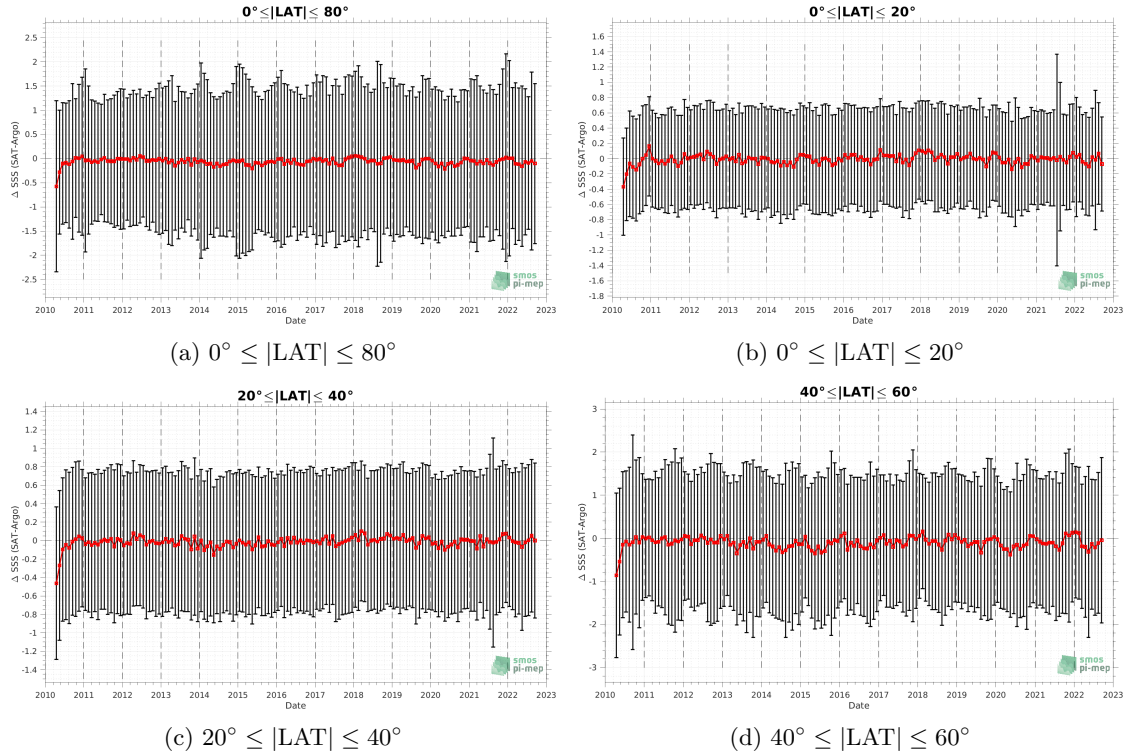 0°≤|LAT|≤ 80°
Δ SSS (SAT-Argo)
2.5
2
1.5
1
0.5
0
-0.5
-1
-1.5
-2
-2.5
smos
pi-mep
2010 2011 2012 2013 2014 2015 2016 2017 2018 2019 2020 2021 2022 2023
Date
(a) 0° ≤ |LAT| ≤ 80°
0°≤|LAT|≤ 20°
Δ SSS (SAT-Argo)
1.6
1.4
1.2
1
0.8
0.6
0.4
0.2
0
-0.2
-0.4
-0.6
-0.8
-1
-1.2
-1.4
-1.6
-1.8
smos
pi-mep
2010 2011 2012 2013 2014 2015 2016 2017 2018 2019 2020 2021 2022 2023
Date
(b) 0° ≤ |LAT| ≤ 20°
20°≤|LAT|≤ 40°
Δ SSS (SAT-Argo)
1.4
1.2
1
0.8
0.6
0.4
0.2
0
-0.2
-0.4
-0.6
-0.8
-1
-1.2
-1.4
smos
pi-mep
2010 2011 2012 2013 2014 2015 2016 2017 2018 2019 2020 2021 2022 2023
Date
(c) 20° ≤ |LAT| ≤ 40°
40°≤|LAT|≤ 60°
Δ SSS (SAT-Argo)
3
2
1
0
-1
-2
-3
smos
pi-mep
2010 2011 2012 2013 2014 2015 2016 2017 2018 2019 2020 2021 2022 2023
Date
(d) 40° ≤ |LAT| ≤ 60°